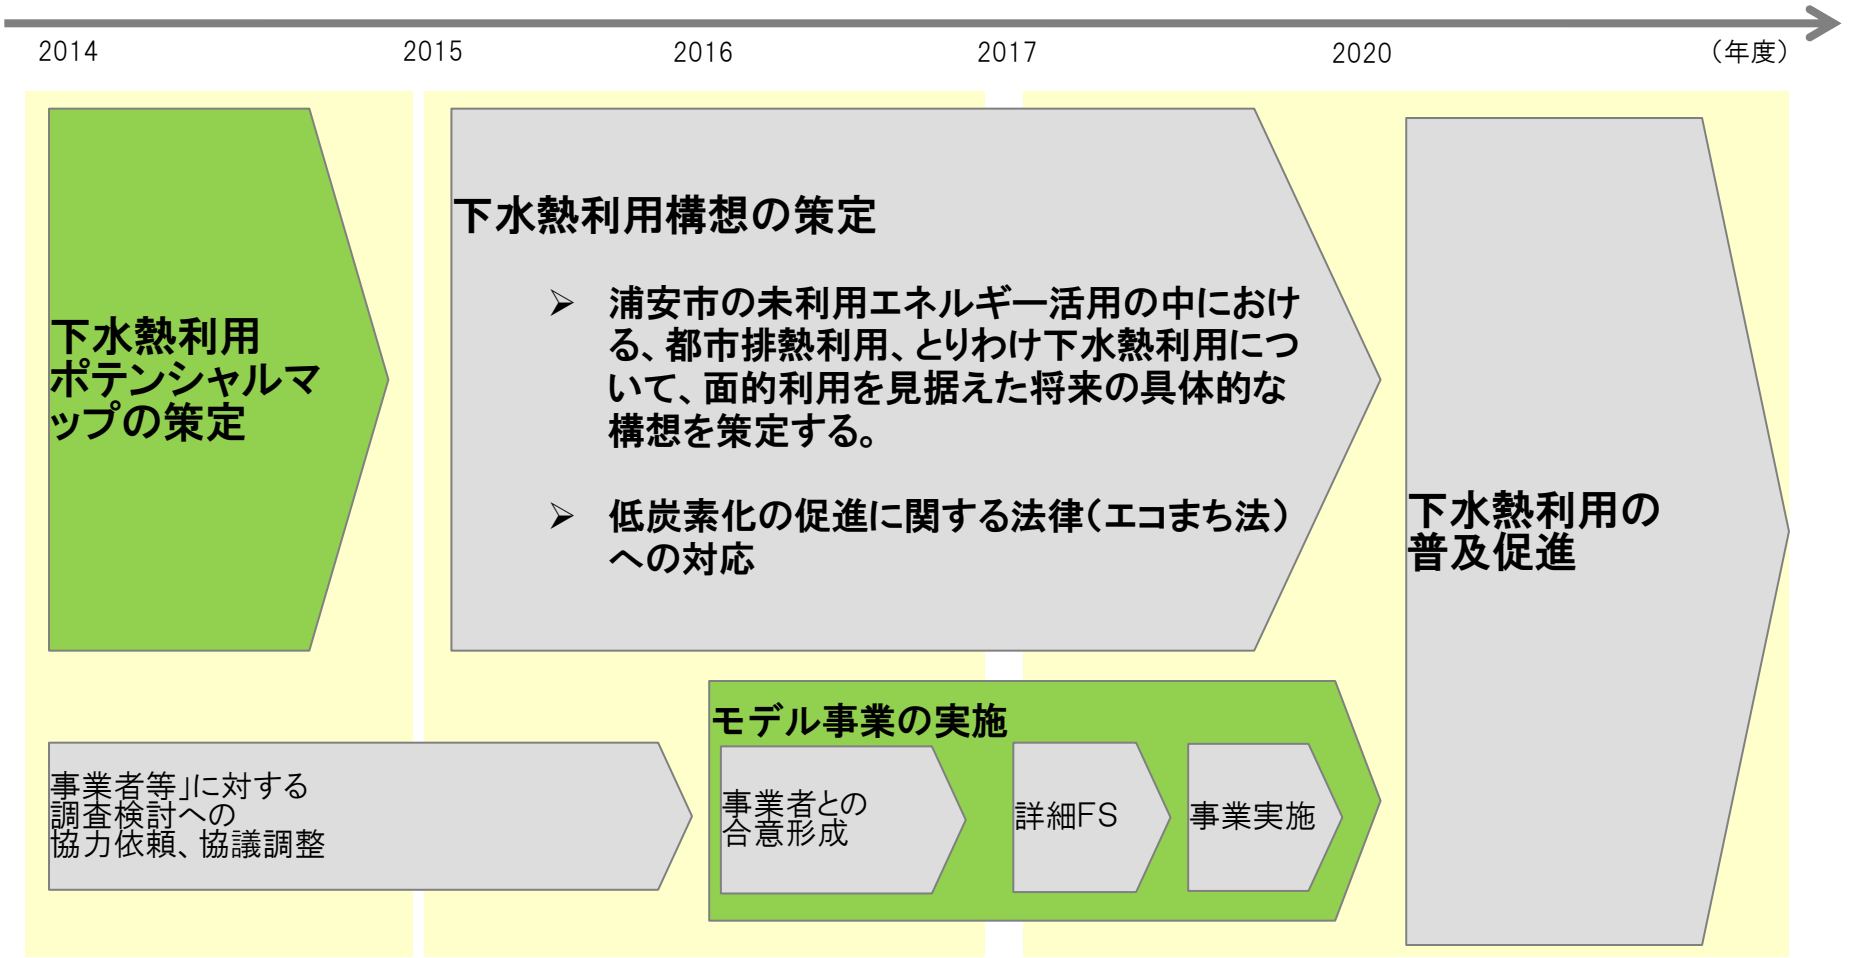 2014
2015
2016
2017
2020
（年度）
下水熱利用
ポテンシャルマ
ップの策定
下水熱利用構想の策定
➢ 浦安市の未利用エネルギー活用の中におけ
る、都市排熱利用、とりわけ下水熱利用につ
いて、面的利用を見据えた将来の具体的な
構想を策定する。
➢ 低炭素化の促進に関する法律（エコまち法）
への対応
下水熱利用の
普及促進
モデル事業の実施
事業者等」に対する
調査検討への
協力依頼、協議調整
事業者との
合意形成
詳細FS
事業実施